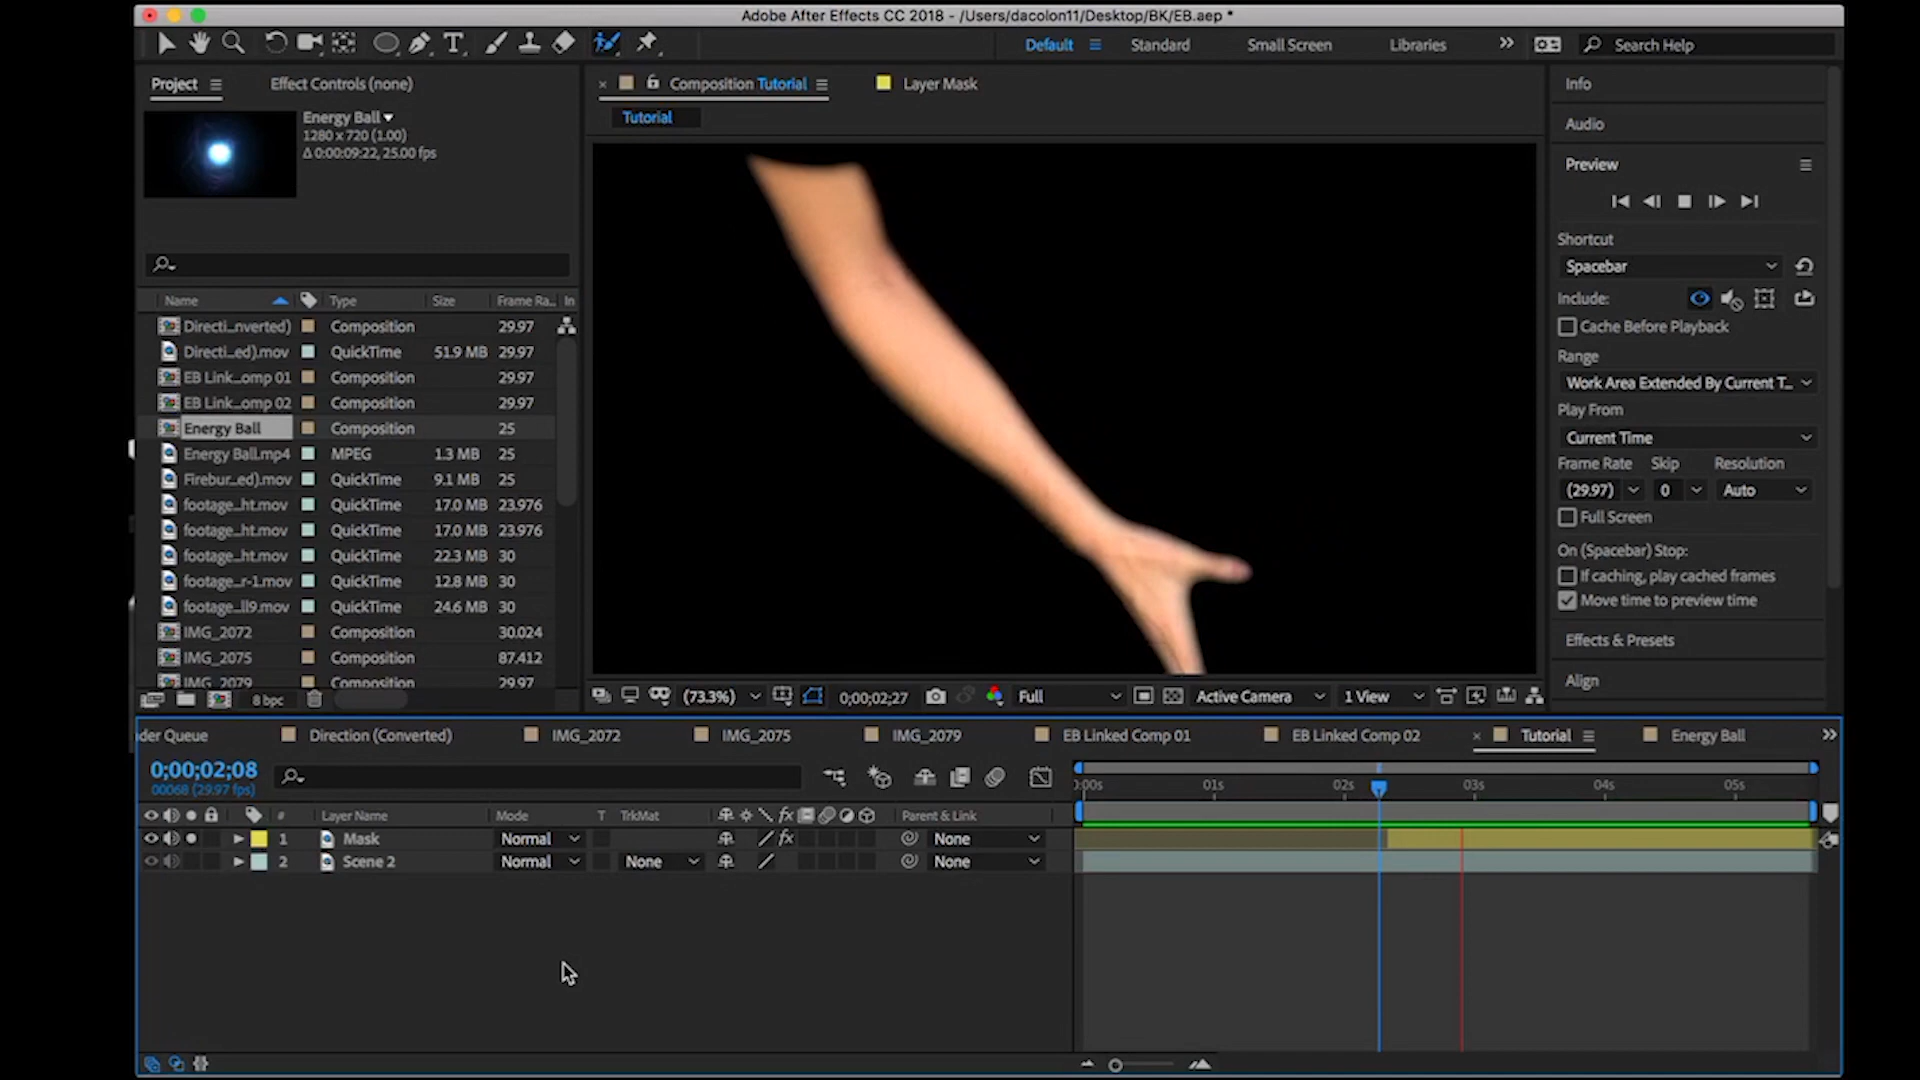 Adobe After Effects CC 2018 - /Users/dacolon11/Desktop/BK/EB.aep *
Default
Standard
Small Screen
Libraries
Search Help
Project
Effect Controls (none)
Energy Ball
1280 x 720 (1.00)
Δ 0:00:09:22, 25.00 fps
Composition Tutorial
Layer Mask
Tutorial
Name Type Size Frame Ra... In
Directi...nverted) Composition 29.97
Directi...ed).mov QuickTime 51.9 MB 29.97
EB Link...omp 01 Composition 29.97
EB Link...omp 02 Composition 29.97
Energy Ball Composition 25
Energy Ball.mp4 MPEG 1.3 MB 25
Firebur...ed).mov QuickTime 9.1 MB 25
footage...ht.mov QuickTime 17.0 MB 23.976
footage...ht.mov QuickTime 17.0 MB 23.976
footage...ht.mov QuickTime 22.3 MB 30
footage...r-1.mov QuickTime 12.8 MB 30
footage...ll9.mov QuickTime 24.6 MB 30
IMG_2072 Composition 30.024
IMG_2075 Composition 87.412
IMG_2079 Composition 29.97
8 bpc
(73.3%)
0;00;02;27
Full
Active Camera
1 View
Info
Audio
Preview
Shortcut
Spacebar
Include:
Cache Before Playback
Range
Work Area Extended By Current T...
Play From
Current Time
Frame Rate Skip Resolution
(29.97) 0 Auto
Full Screen
On (Spacebar) Stop:
If caching, play cached frames
Move time to preview time
Effects & Presets
Align
der Queue
Direction (Converted)
IMG_2072
IMG_2075
IMG_2079
EB Linked Comp 01
EB Linked Comp 02
Tutorial
Energy Ball
0;00;02;08
00068 (29.97 fps)
):00s 01s 02s 03s 04s 05s
# Layer Name Mode T TrkMat fx Parent & Link
1 Mask Normal fx None
2 Scene 2 Normal None None